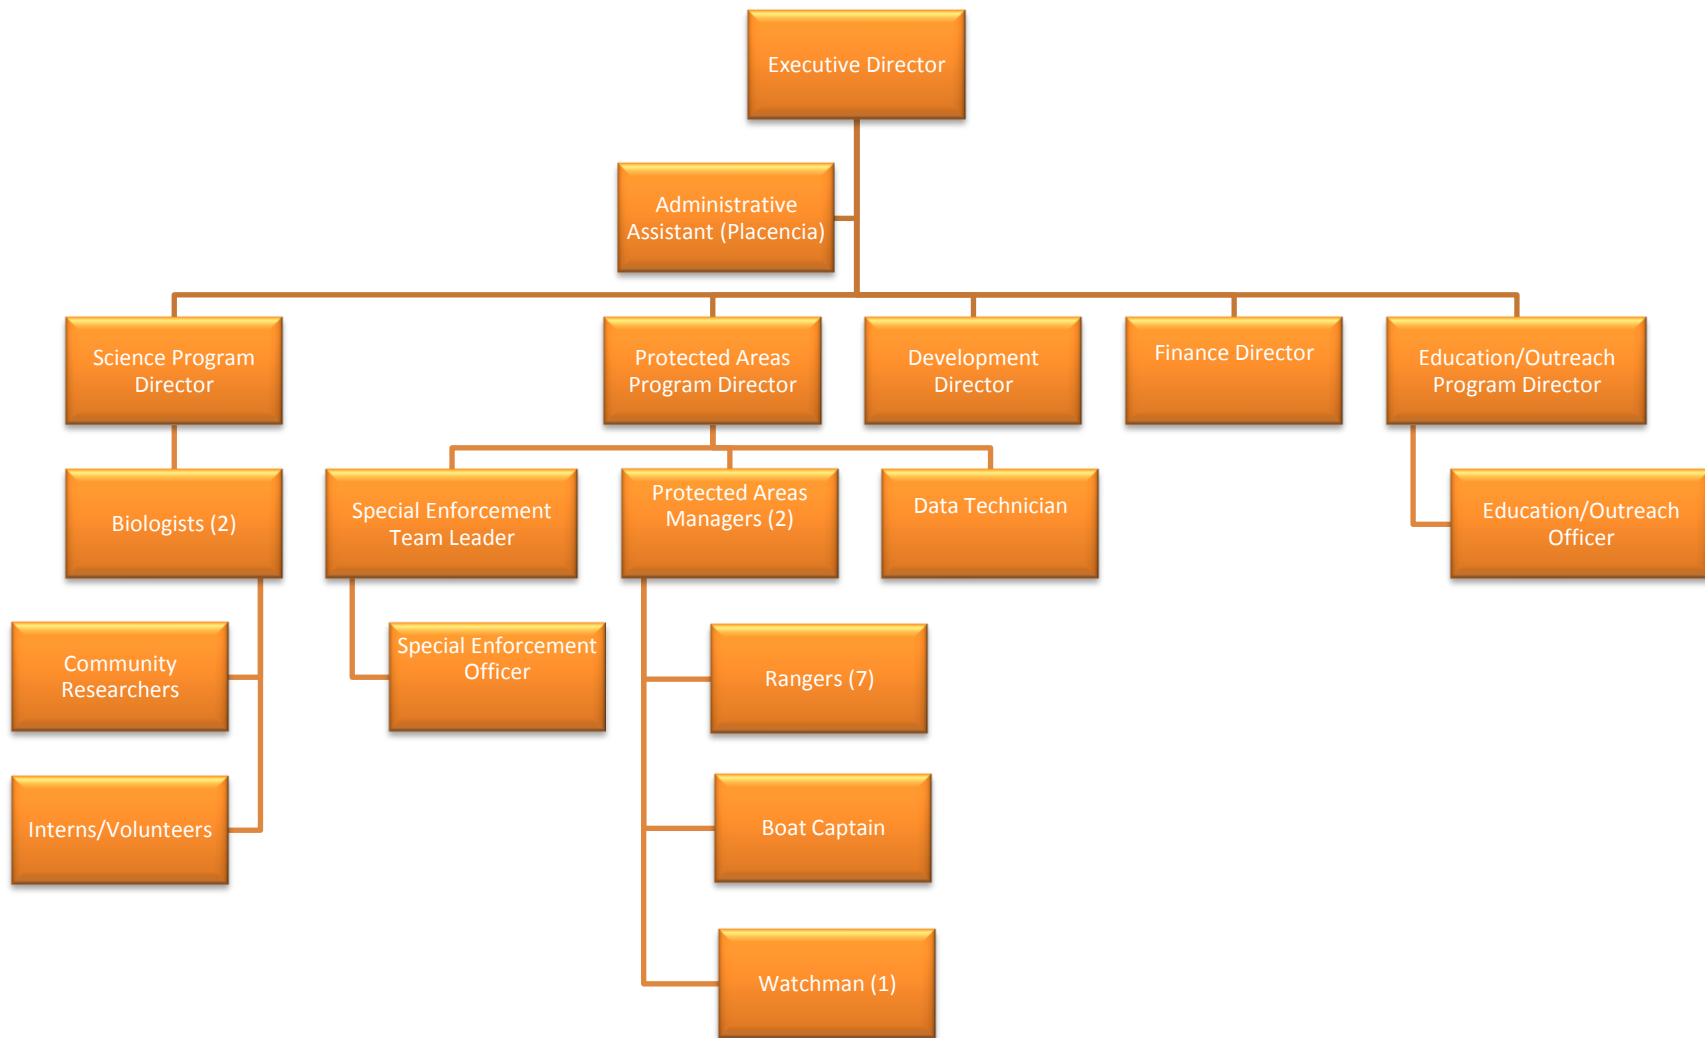 Executive Director
Administrative
Assistant (Placencia)
Science Program
Director
Protected Areas
Program Director
Development
Director
Finance Director
Education/Outreach
Program Director
Biologists (2)
Special Enforcement
Team Leader
Protected Areas
Managers (2)
Data Technician
Education/Outreach
Officer
Community
Researchers
Special Enforcement
Officer
Rangers (7)
Interns/Volunteers
Boat Captain
Watchman (1)